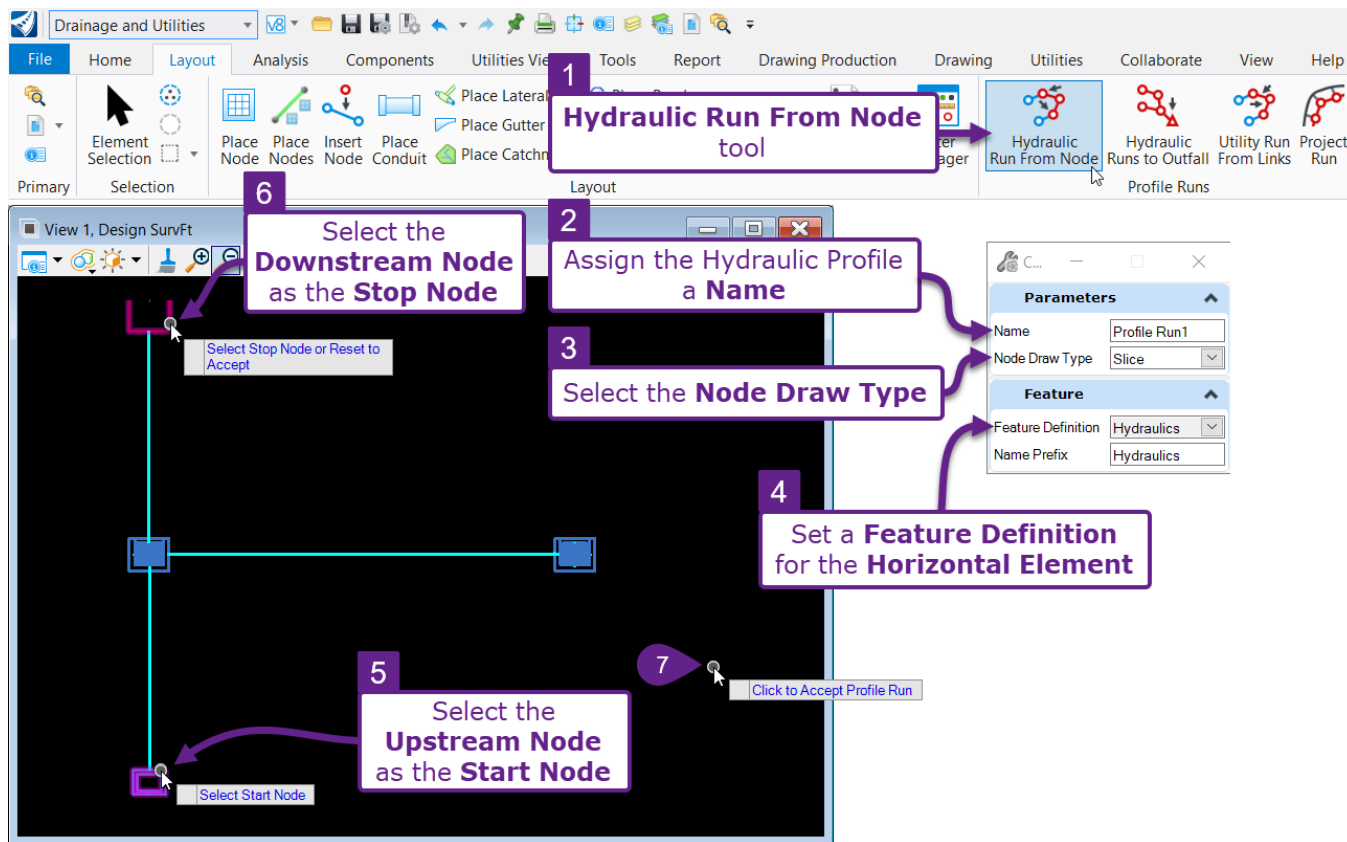 Drainage and Utilities
File Home Layout Analysis Components Utilities Vie Tools Report Drawing Production Drawing Utilities Collaborate View Help
1
Hydraulic Run From Node
tool
Element
Selection
Place
Node
Place
Nodes
Insert
Node
Place
Conduit
Place Lateral
Place Gutter
Place Catchm
Hydraulic
Run From Node
Hydraulic
Runs to Outfall
Utility Run
From Links
Project
Run
Primary Selection Layout Profile Runs
6
Select the
Downstream Node
as the Stop Node
View 1, Design SurvFt
2
Assign the Hydraulic Profile
a Name
C...
Parameters
Name Profile Run1
Node Draw Type Slice
Feature
Feature Definition Hydraulics
Name Prefix Hydraulics
Select Stop Node or Reset to
Accept
3
Select the Node Draw Type
4
Set a Feature Definition
for the Horizontal Element
5
Select the
Upstream Node
as the Start Node
7
Click to Accept Profile Run
Select Start Node